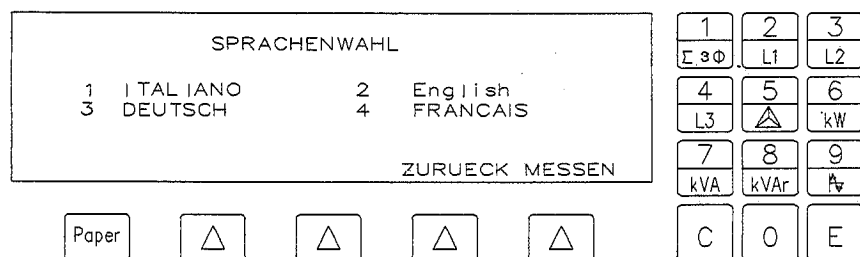 SPRACHENWAHL
1 ITALIANO 2 English
3 DEUTSCH 4 FRANCAIS
ZURUECK MESSEN
Paper
1 2 3
Σ3Φ L1 L2
4 5 6
L3 kW
7 8 9
kVA kVAr
C 0 E